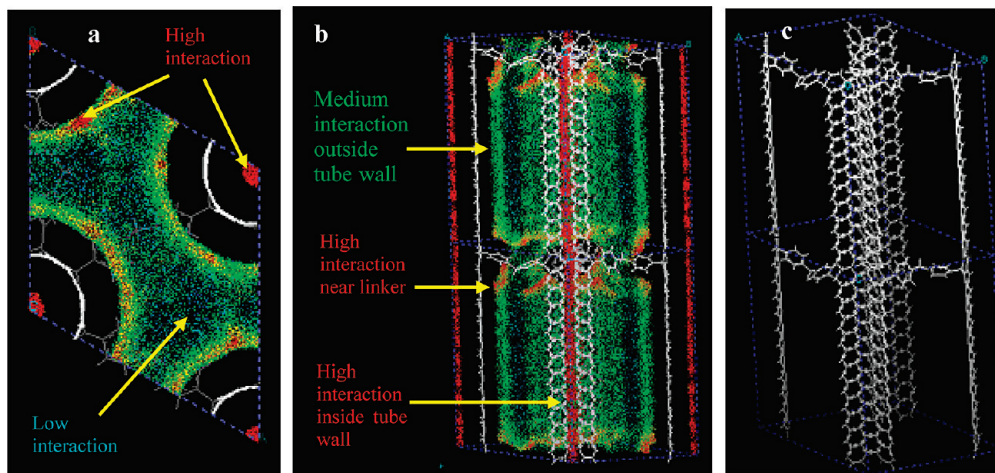 a
High
interaction
Low
interaction
b
Medium
interaction
outside
tube wall
High
interaction
near linker
High
interaction
inside tube
wall
c